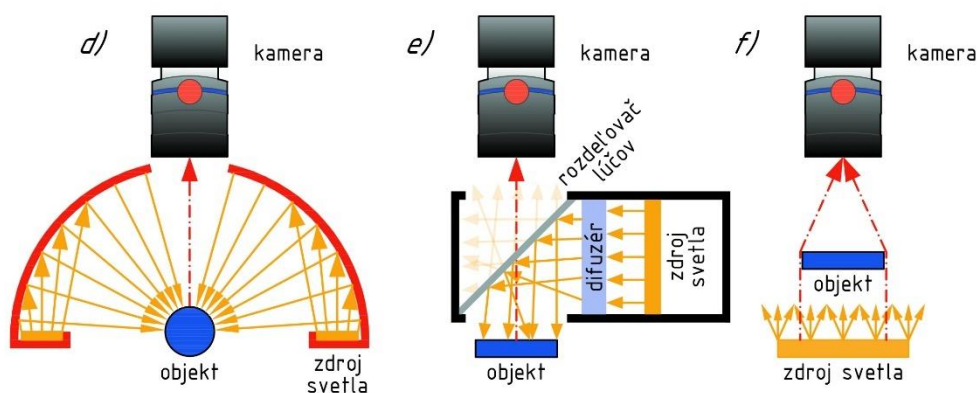 d)
kamera
objekt
zdroj
svetla
e)
kamera
rozdeľovač
lúčov
difuzér
zdroj
svetla
objekt
f)
kamera
objekt
zdroj svetla